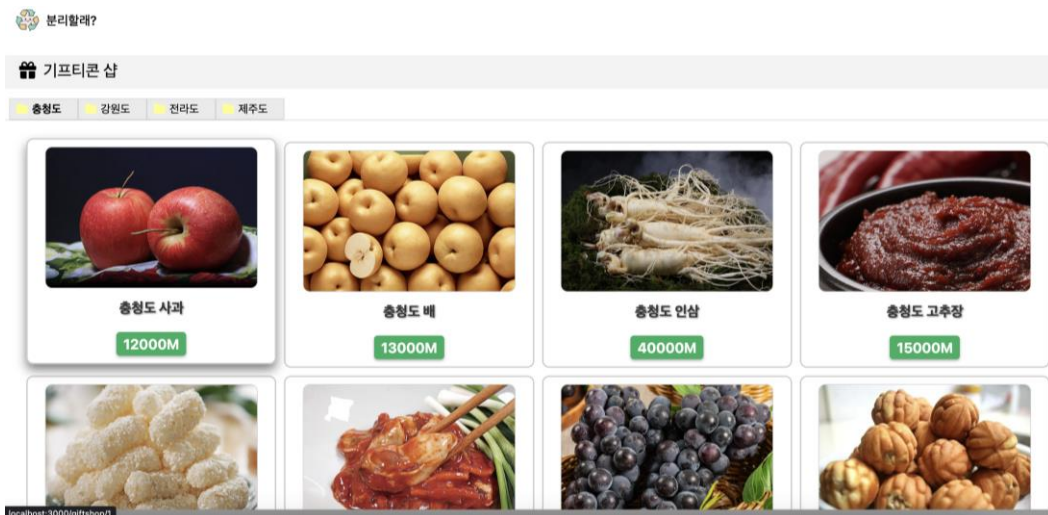 분리할래?
기프티콘 샵
충청도 강원도 전라도 제주도
충청도 사과 충청도 배 충청도 인삼 충청도 고추장
12000M 13000M 40000M 15000M
localhost:3000/giftshop/1